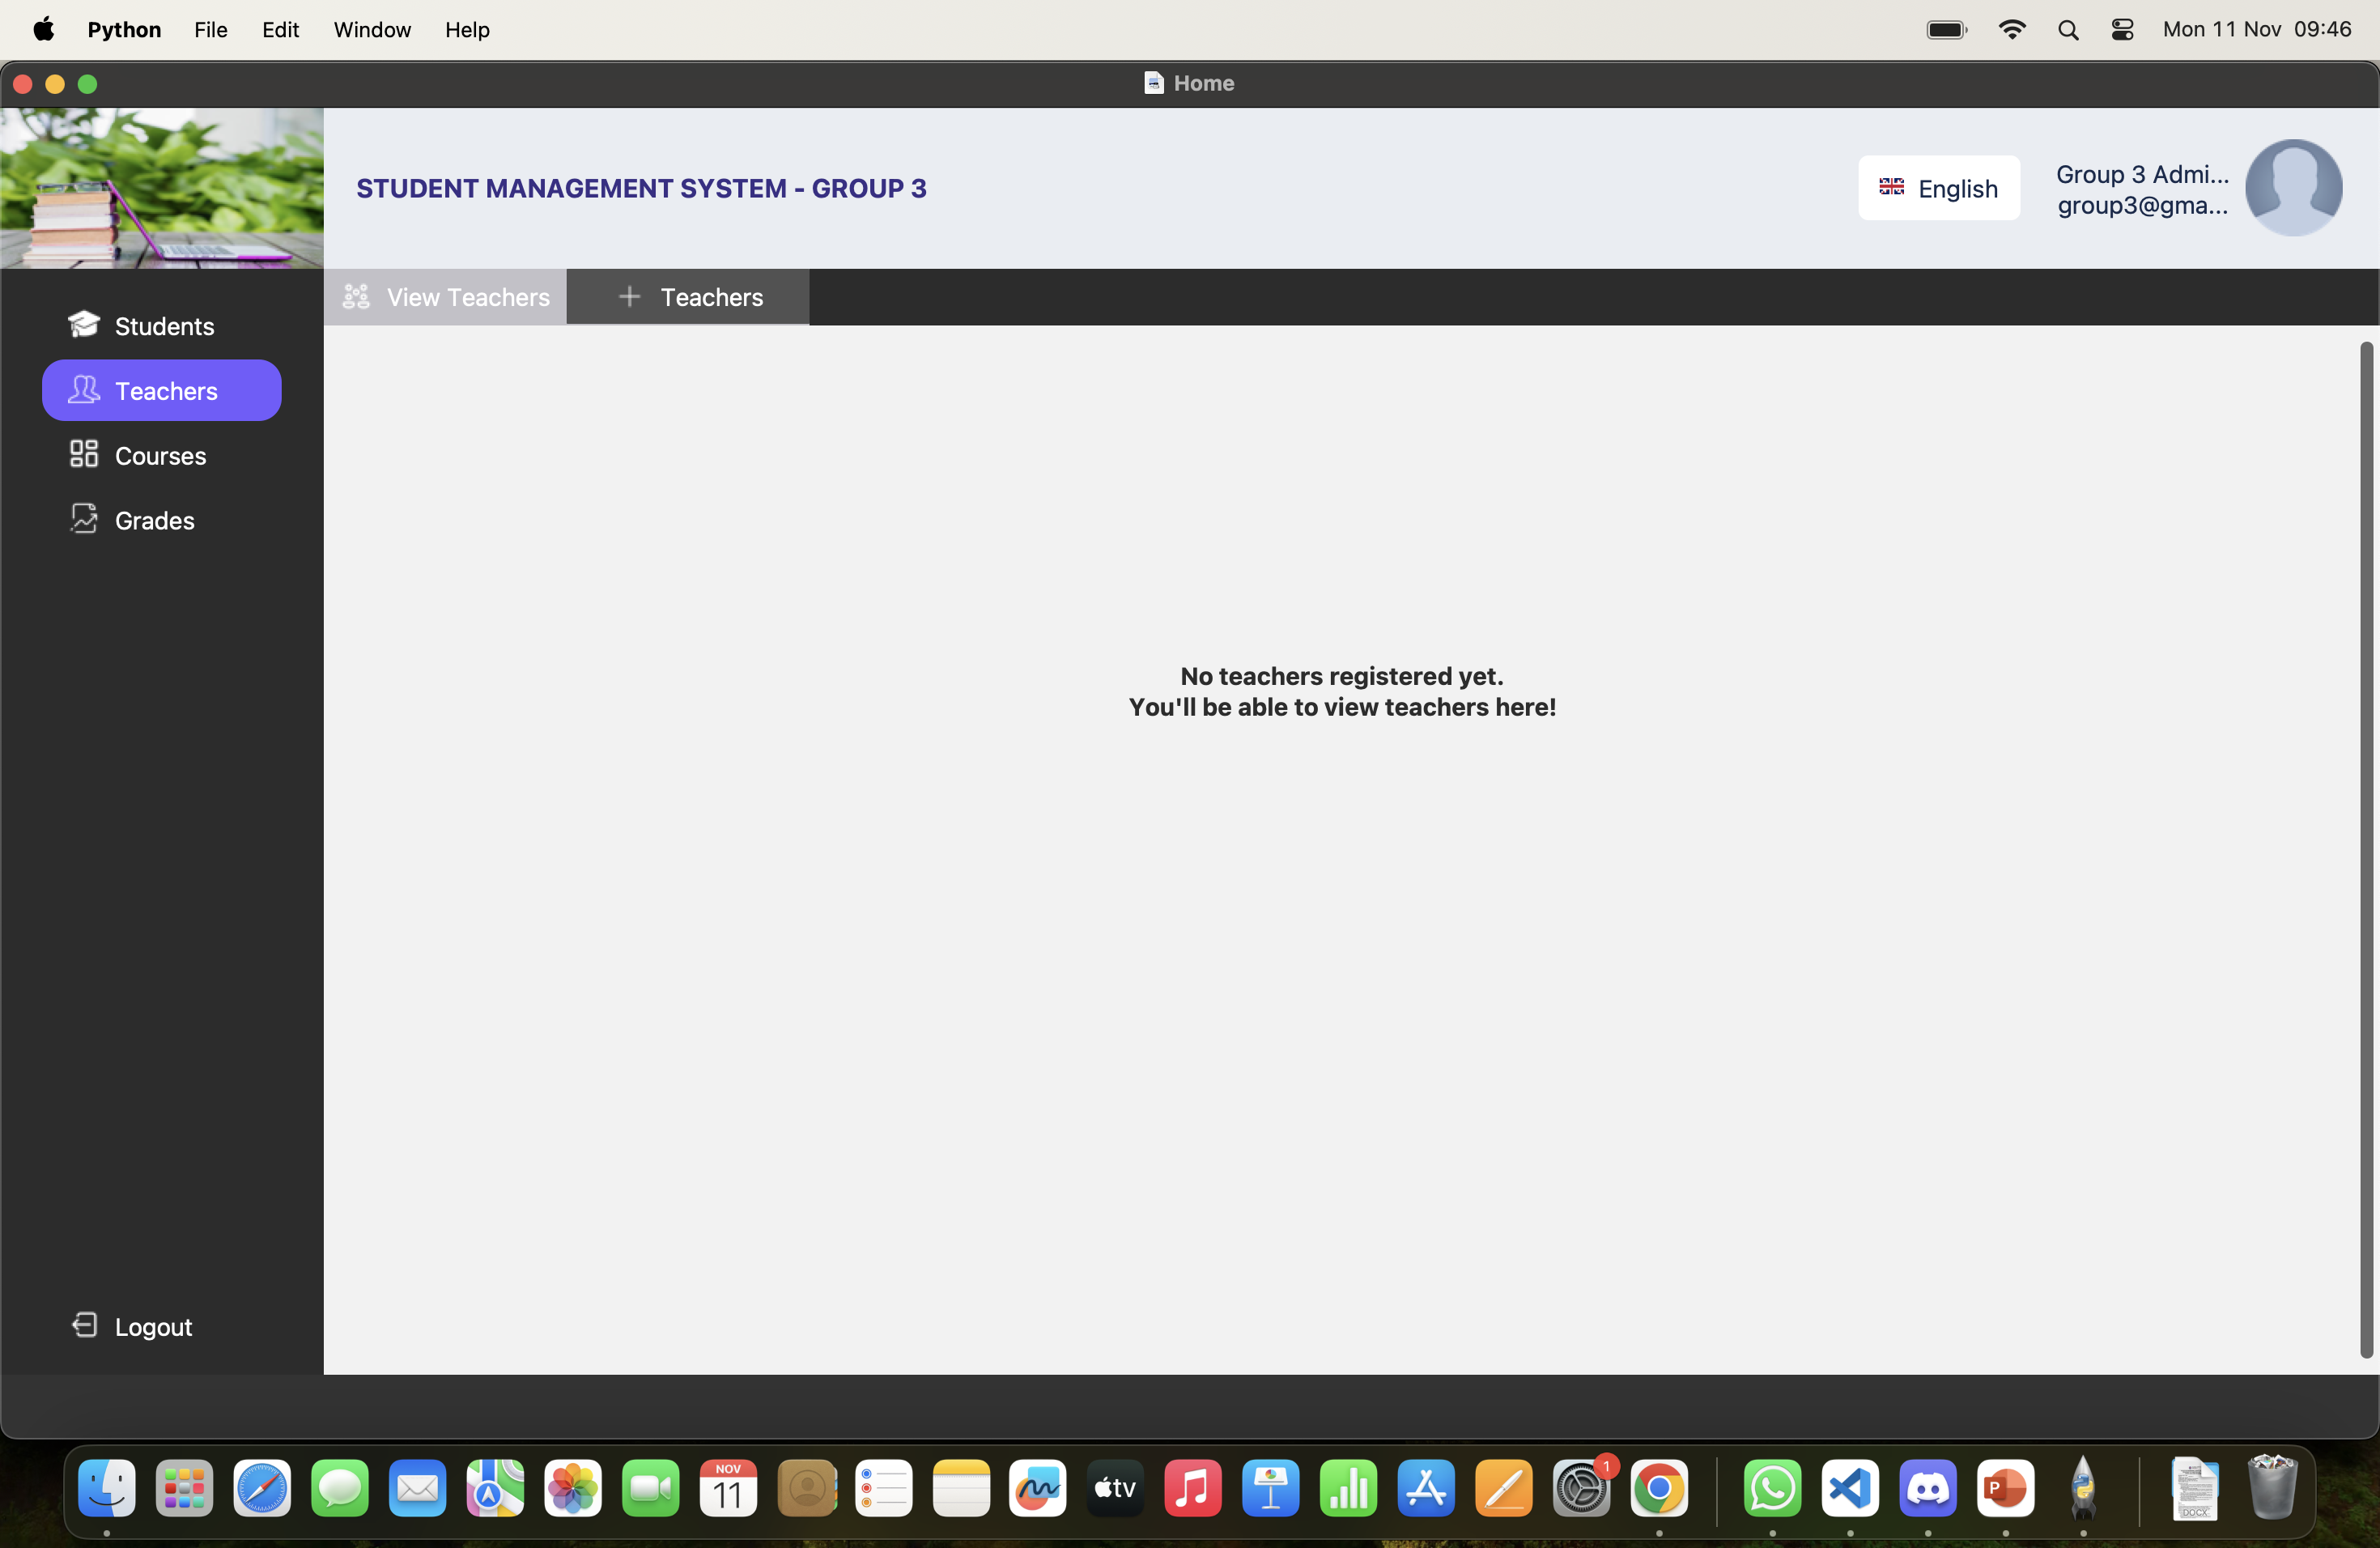 Python File Edit Window Help Mon 11 Nov 09:46
Home
STUDENT MANAGEMENT SYSTEM - GROUP 3
English
Group 3 Admi...
group3@gma...
View Teachers
Teachers
Students
Teachers
Courses
Grades
No teachers registered yet.
You'll be able to view teachers here!
Logout
NOV
11
tv
1
P
DOCX